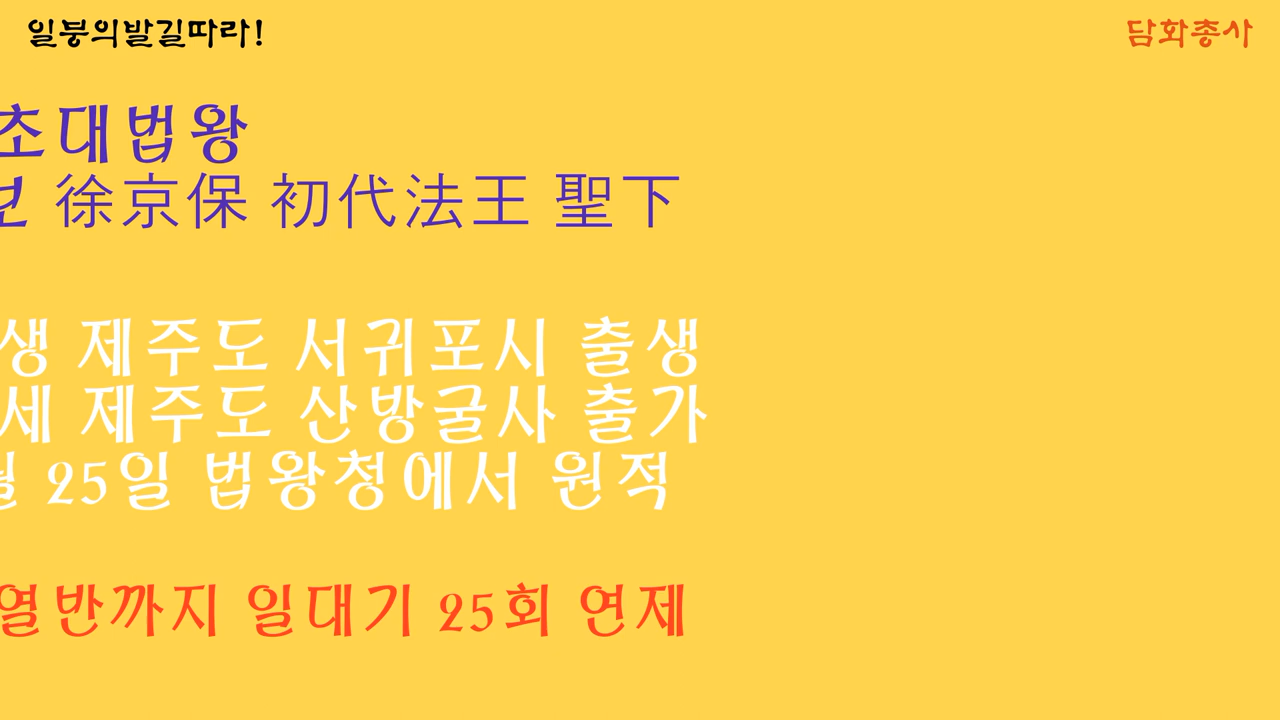 일붕의발길따라!
담화총사
초대법왕
보 徐京保 初代法王 聖下
생 제주도 서귀포시 출생
세 제주도 산방굴사 출가
월 25일 법왕청에서 원적
열반까지 일대기 25회 연제